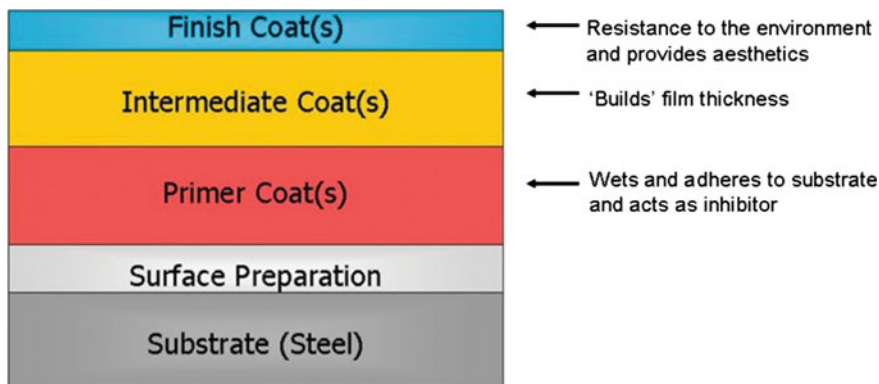 Finish Coat(s)
Resistance to the environment
and provides aesthetics
Intermediate Coat(s)
‘Builds’ film thickness
Primer Coat(s)
Wets and adheres to substrate
and acts as inhibitor
Surface Preparation
Substrate (Steel)